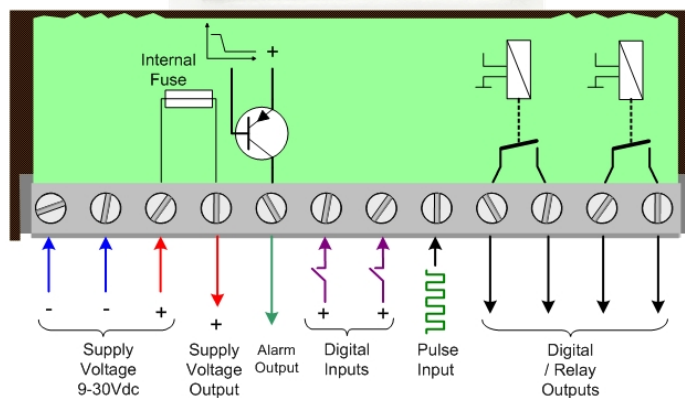 Internal
Fuse
+
- - + + + +
Supply
Voltage
9-30Vdc
Supply
Voltage
Output
Alarm
Output
Digital
Inputs
Pulse
Input
Digital
/ Relay
Outputs